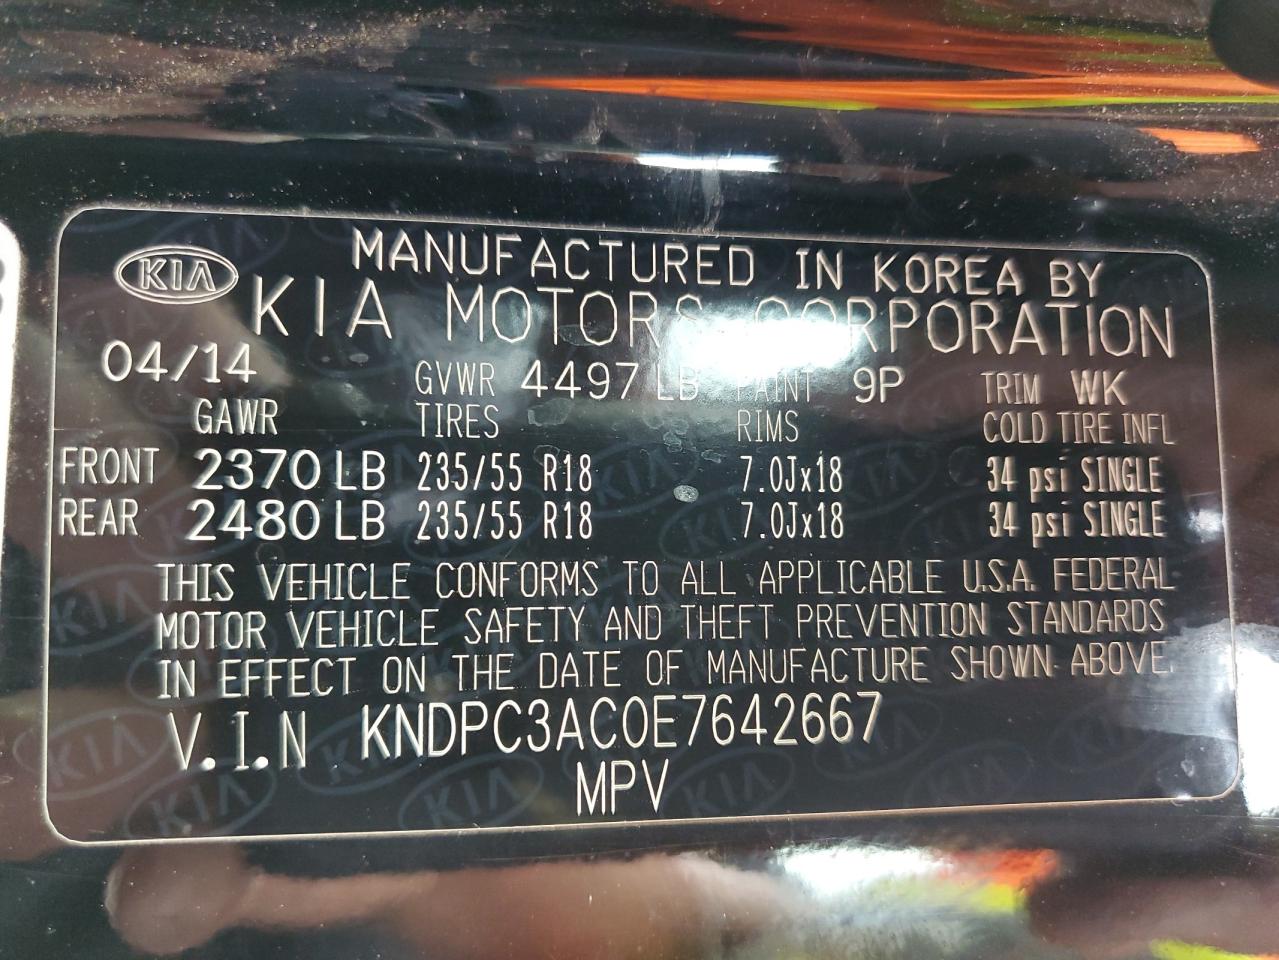 KIA
MANUFACTURED IN KOREA BY
KIA MOTORS CORPORATION
04/14 GVWR 4497 LB PAINT 9P TRIM WK
GAWR TIRES RIMS COLD TIRE INFL
FRONT 2370 LB 235/55 R18 7.0Jx18 34 psi SINGLE
REAR 2480 LB 235/55 R18 7.0Jx18 34 psi SINGLE
THIS VEHICLE CONFORMS TO ALL APPLICABLE U.S.A. FEDERAL
MOTOR VEHICLE SAFETY AND THEFT PREVENTION STANDARDS
IN EFFECT ON THE DATE OF MANUFACTURE SHOWN ABOVE.
V.I.N KNDPC3AC0E7642667
MPV